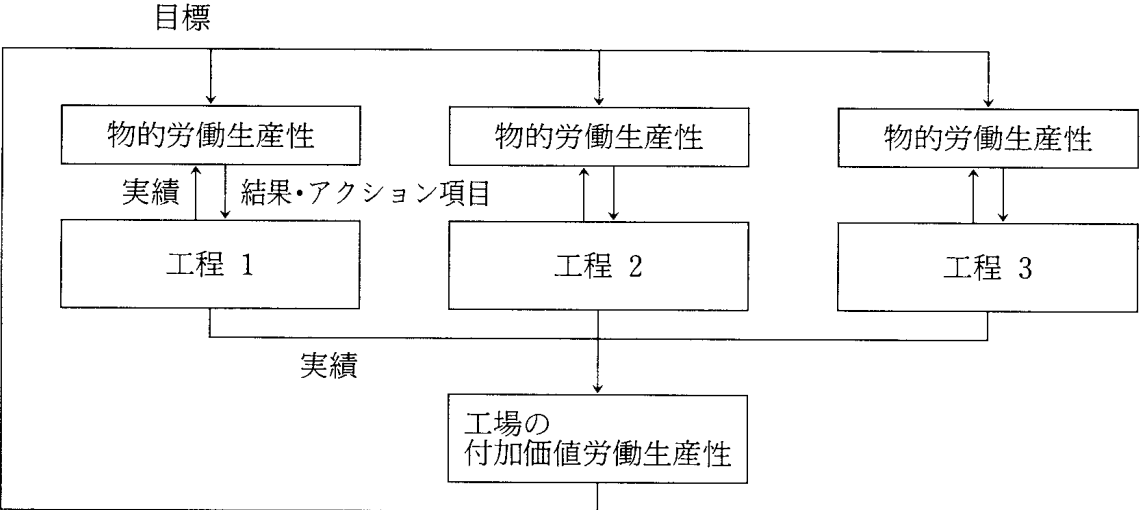 目標
物的労働生産性
物的労働生産性
物的労働生産性
実績
結果・アクション項目
工程 1
工程 2
工程 3
実績
工場の
付加価値労働生産性